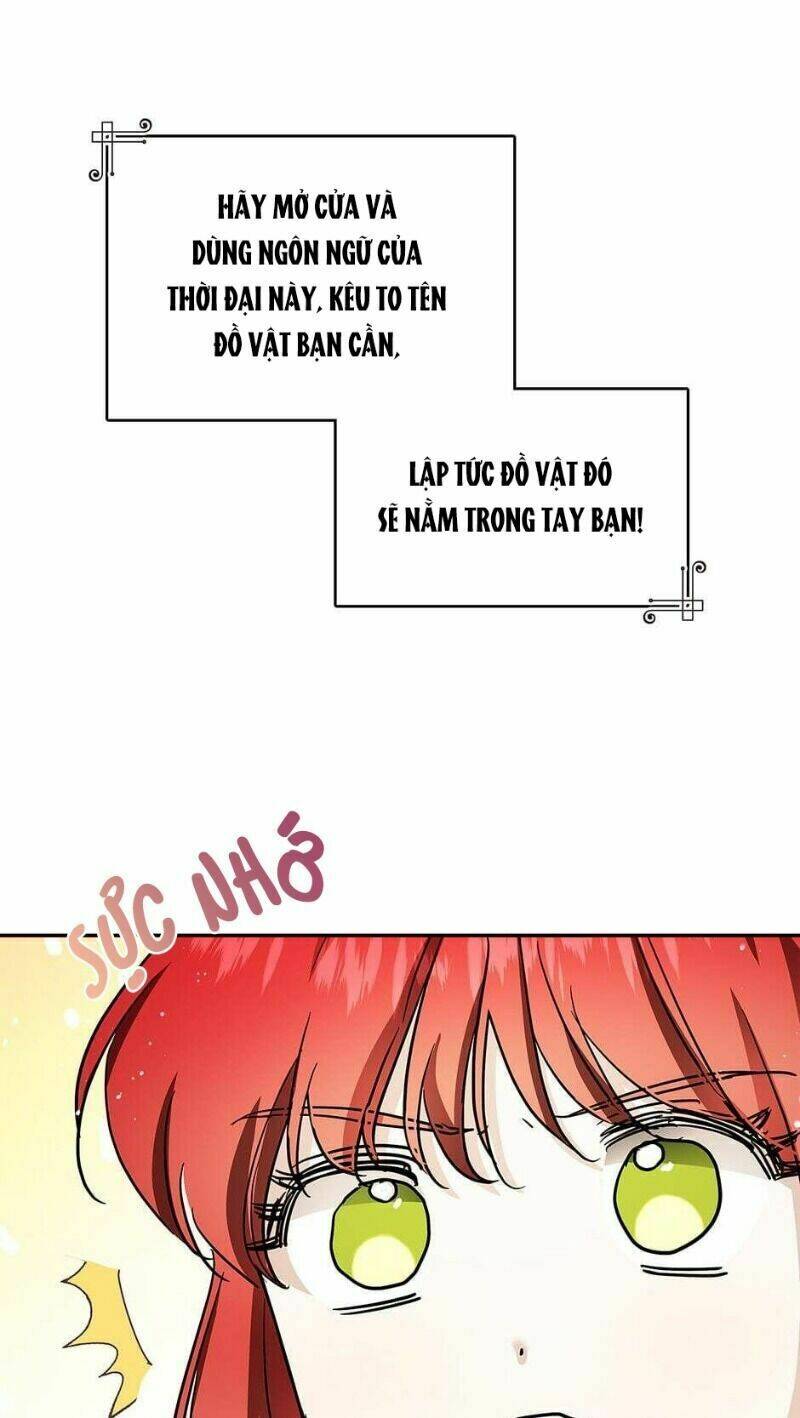 HÃY MỞ CỬA VÀ
DÙNG NGÔN NGỮ CỦA
THỜI ĐẠI NÀY, KÊU TO TÊN
ĐỒ VẬT BẠN CẦN,
LẬP TỨC ĐỒ VẬT ĐÓ
SẼ NẰM TRONG TAY BẠN!
SỰC NHỚ